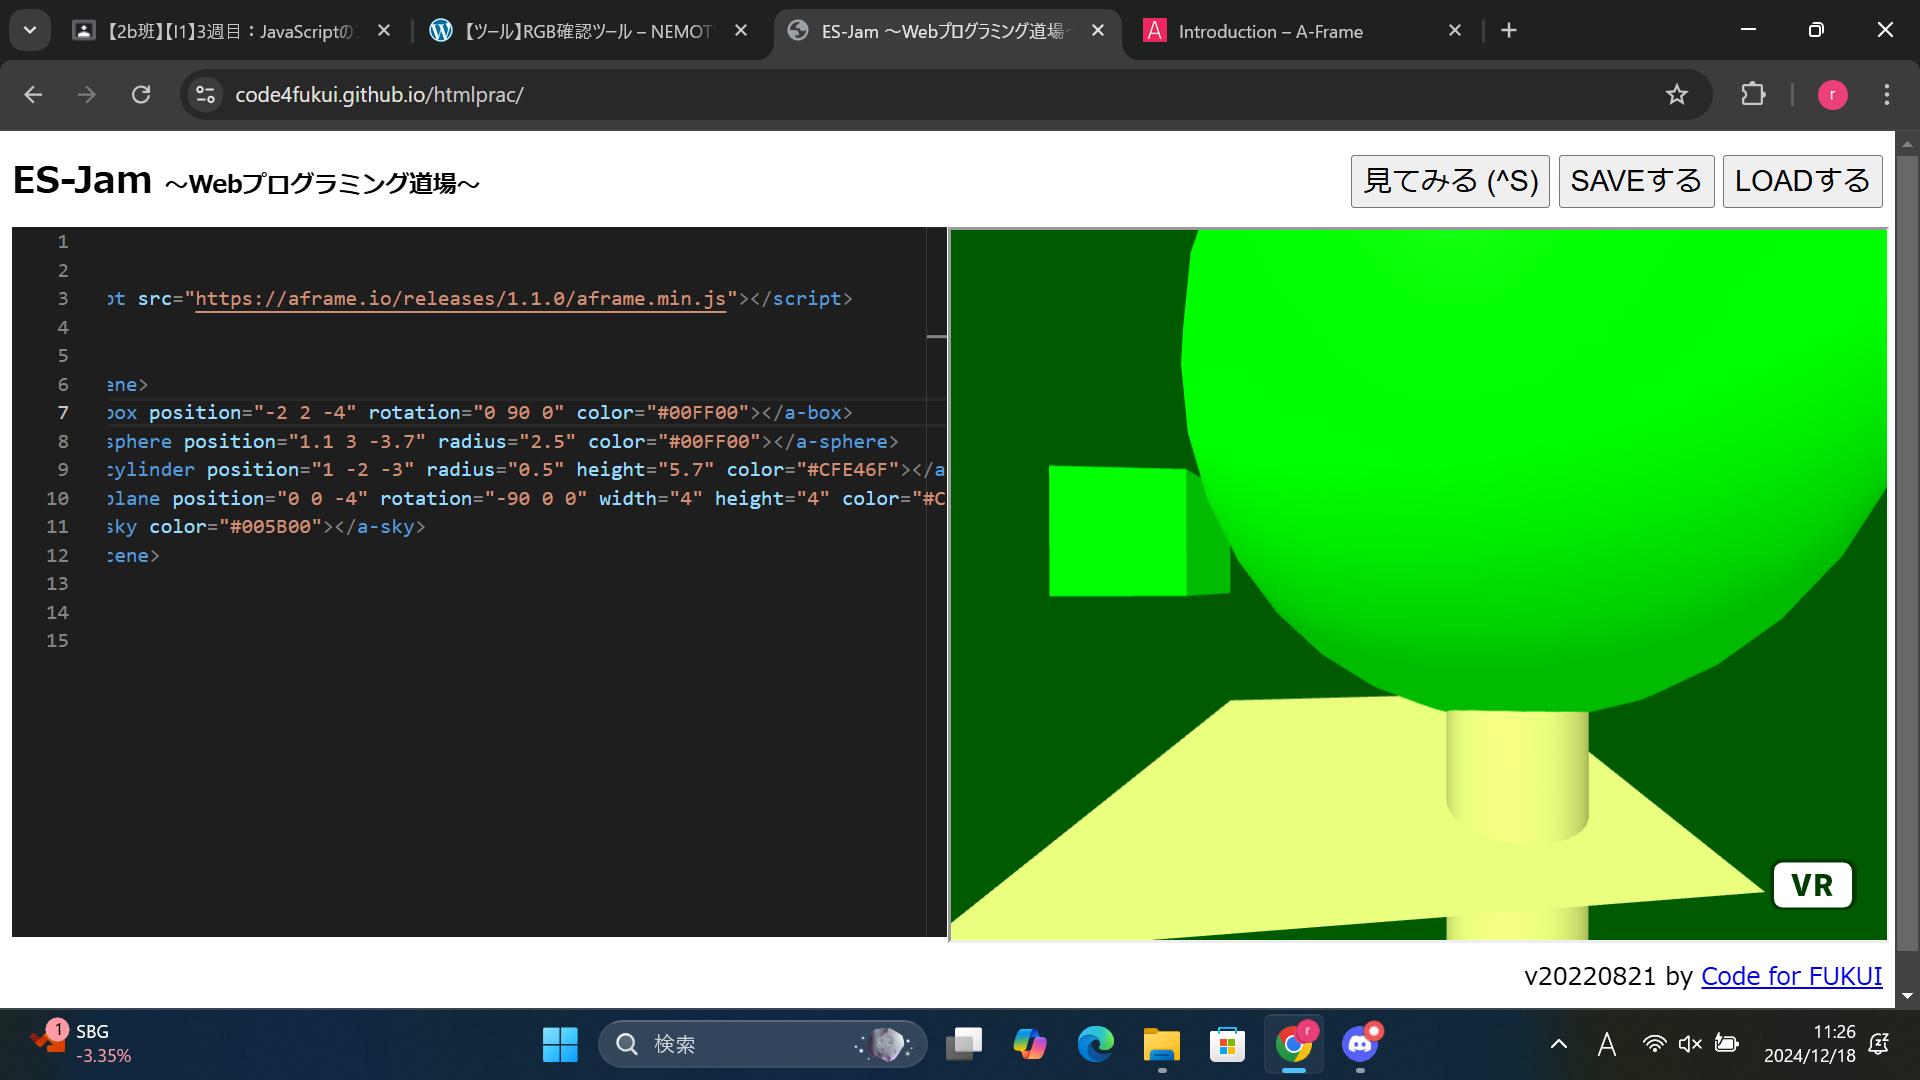 【2b班】【I1】3週目：JavaScriptの
【ツール】RGB確認ツール – NEMOT
ES-Jam 〜Webプログラミング道場〜
Introduction – A-Frame
code4fukui.github.io/htmlprac/
r
ES-Jam 〜Webプログラミング道場〜
見てみる (^S)
SAVEする
LOADする
1
2
3 pt src="https://aframe.io/releases/1.1.0/aframe.min.js"></script>
4
5
6 ene>
7 box position="-2 2 -4" rotation="0 90 0" color="#00FF00"></a-box>
8 sphere position="1.1 3 -3.7" radius="2.5" color="#00FF00"></a-sphere>
9 cylinder position="1 -2 -3" radius="0.5" height="5.7" color="#CFE46F"></a
10 plane position="0 0 -4" rotation="-90 0 0" width="4" height="4" color="#C
11 sky color="#005B00"></a-sky>
12 cene>
13
14
15
VR
v20220821 by Code for FUKUI
1
SBG
-3.35%
検索
r
A
11:26
2024/12/18